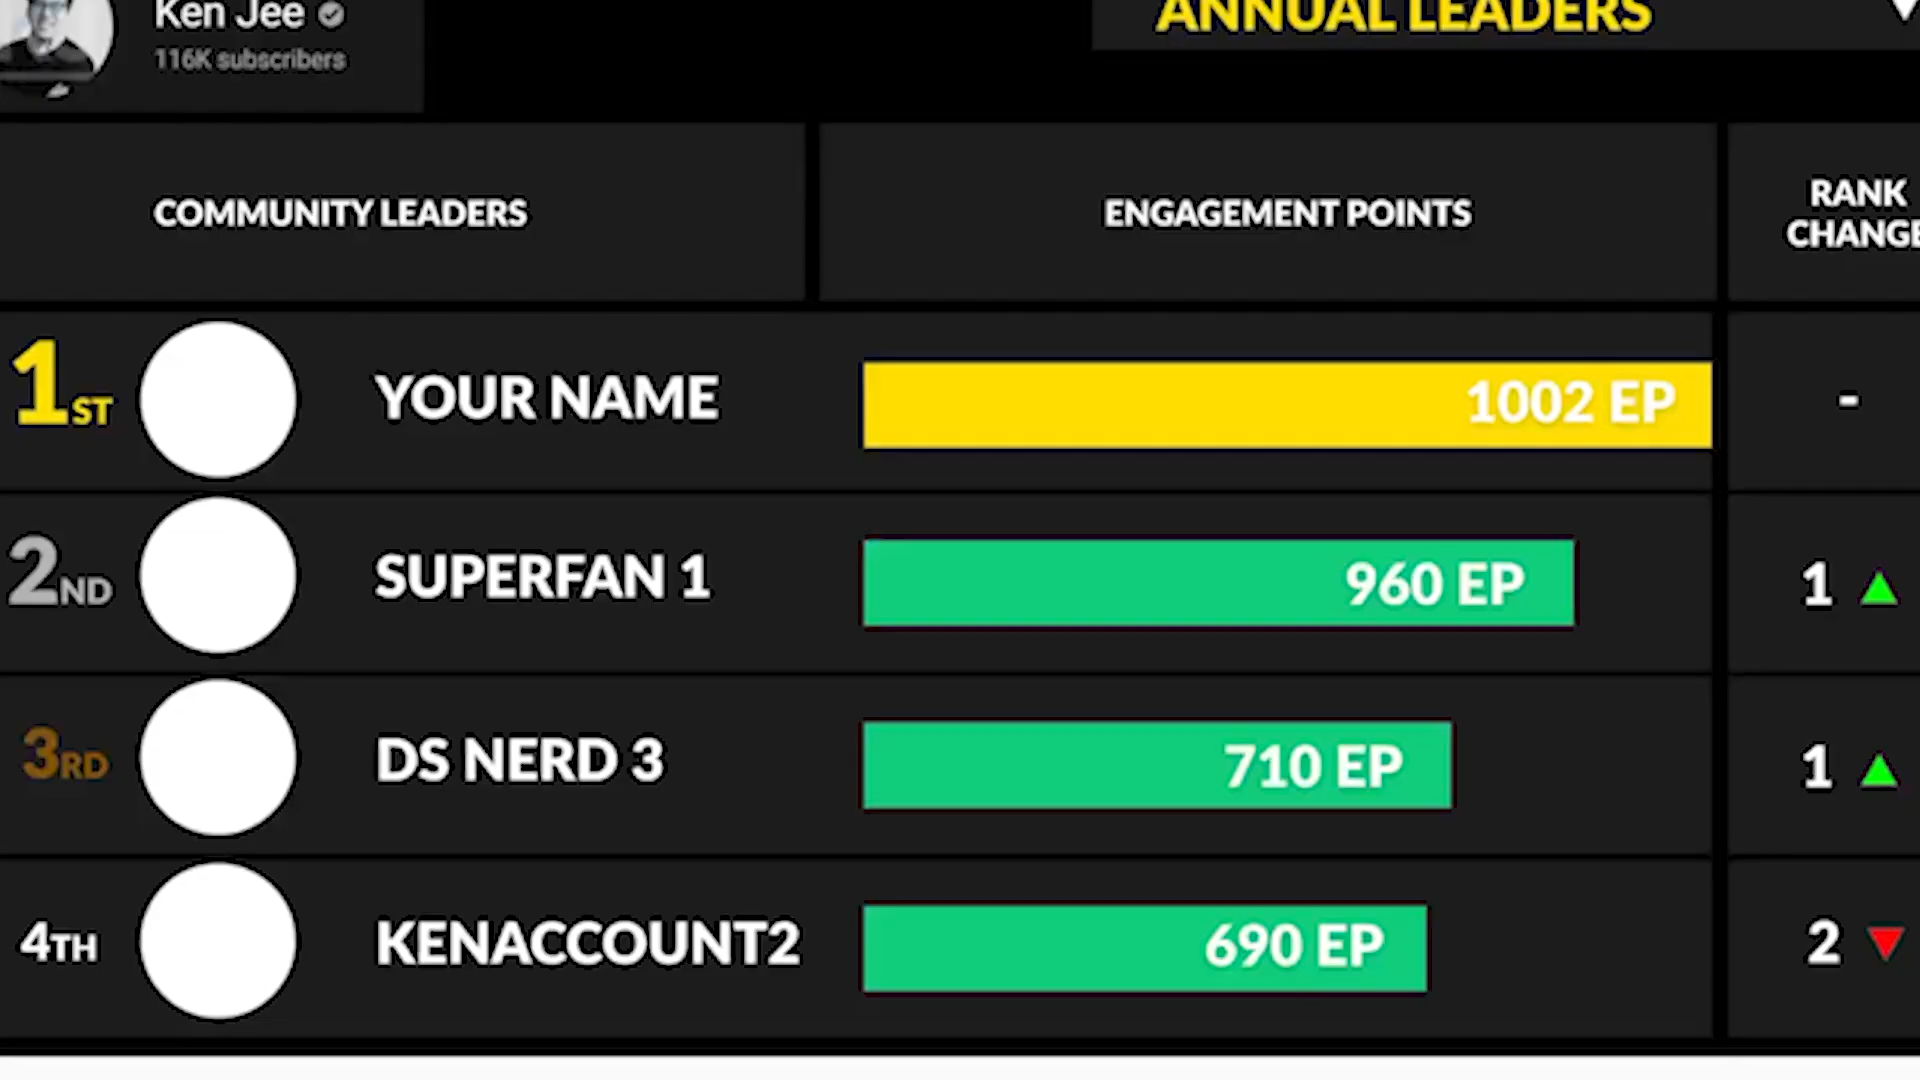 Ken Jee
116K subscribers
ANNUAL LEADERS
COMMUNITY LEADERS
ENGAGEMENT POINTS
RANK
CHANGE
1ST
YOUR NAME
1002 EP
-
2ND
SUPERFAN 1
960 EP
1
3RD
DS NERD 3
710 EP
1
4TH
KENACCOUNT2
690 EP
2